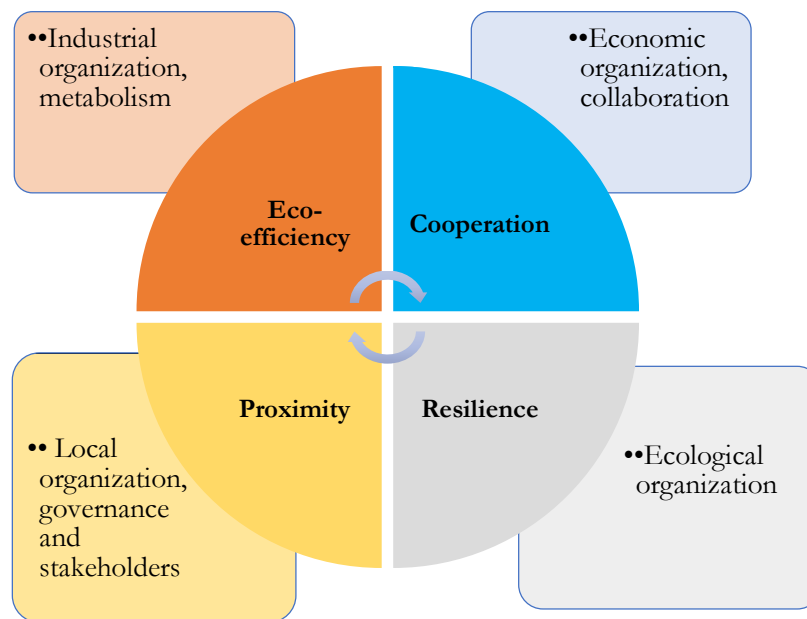 ••Industrial
organization,
metabolism
••Economic
organization,
collaboration
Eco-
efficiency
Cooperation
Proximity
Resilience
•• Local
organization,
governance
and
stakeholders
••Ecological
organization